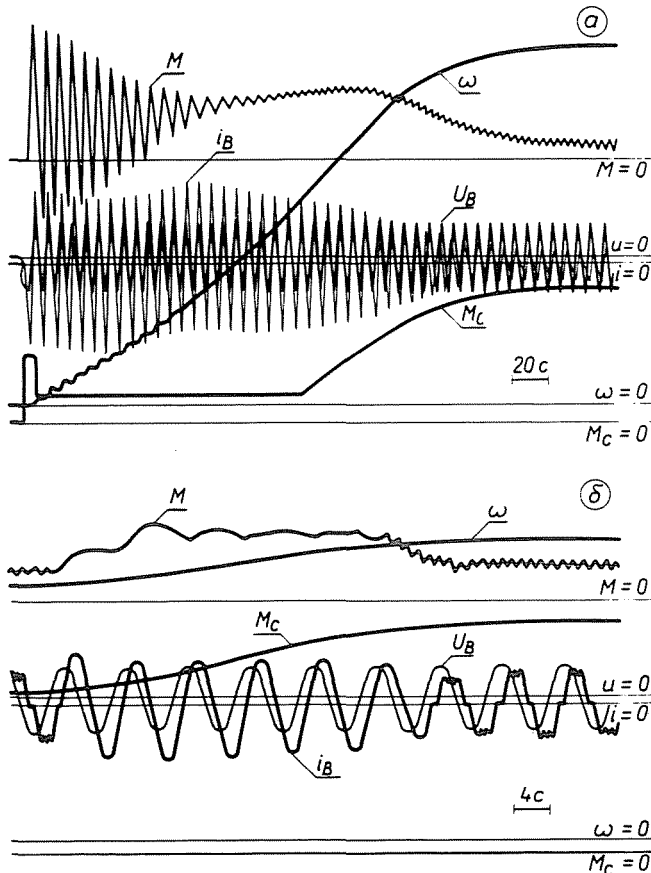 а
M
ω
i_B
U_B
M = 0
u = 0
i = 0
M_C
20 c
ω = 0
M_C = 0
б
M
ω
M = 0
M_C
U_B
u = 0
i = 0
i_B
4c
ω = 0
M_C = 0